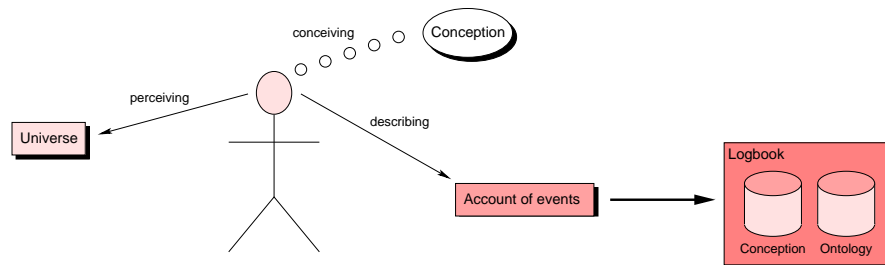 conceiving
Conception
perceiving
Universe
describing
Account of events
Logbook
Conception
Ontology